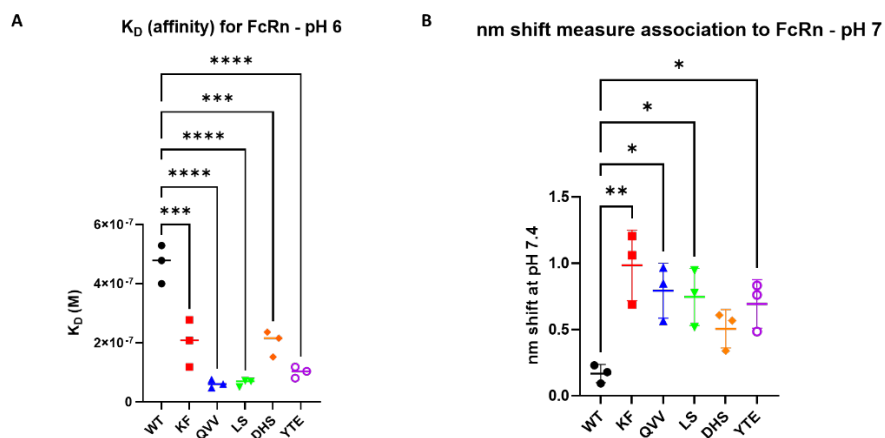 A
K_D (affinity) for FcRn - pH 6
****
***
****
****
***
6×10⁻⁷
4×10⁻⁷
2×10⁻⁷
0
K_D (M)
WT KF QVV LS DHS YTE
B
nm shift measure association to FcRn - pH 7
*
*
*
**
1.5
1.0
0.5
0.0
nm shift at pH 7.4
WT KF QVV LS DHS YTE